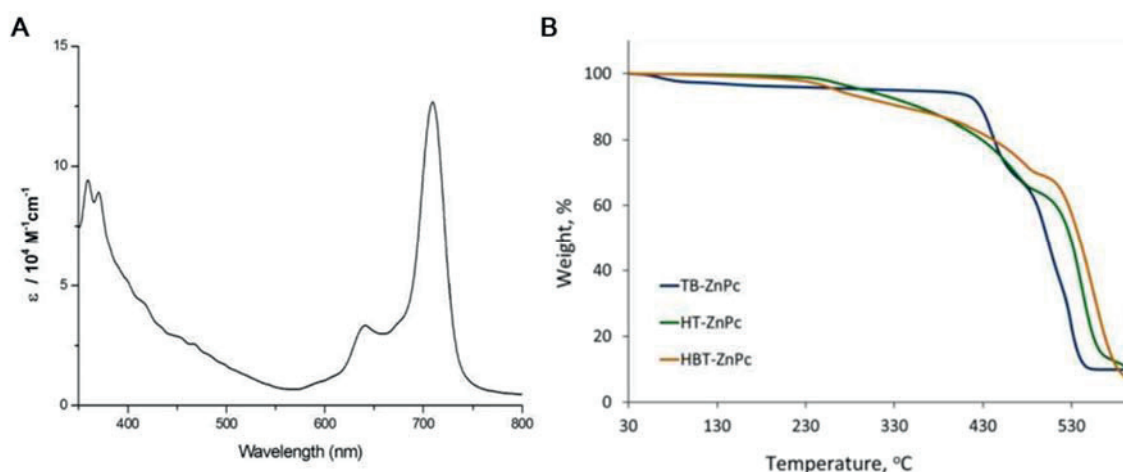 A
15
10
5
0
ε / 10⁴ M⁻¹cm⁻¹
400 500 600 700 800
Wavelength (nm)
B
100
80
60
40
20
0
Weight, %
TB-ZnPc
HT-ZnPc
HBT-ZnPc
30 130 230 330 430 530
Temperature, °C